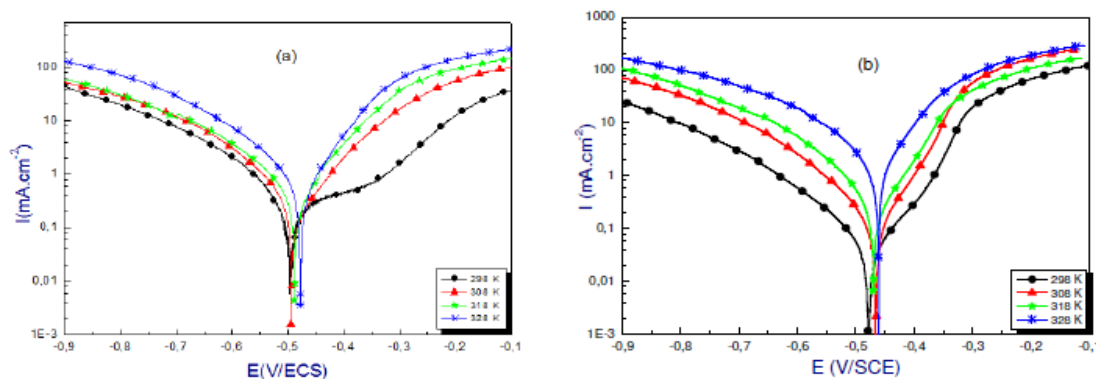 (a)
I(mA.cm-2)
100
10
1
0,1
0,01
1E-3
-0,9 -0,8 -0,7 -0,6 -0,5 -0,4 -0,3 -0,2 -0,1
E(V/ECS)
298 K
308 K
318 K
328 K
(b)
I (mA.cm-2)
1000
100
10
1
0,1
0,01
1E-3
-0,9 -0,8 -0,7 -0,6 -0,5 -0,4 -0,3 -0,2 -0,1
E (V/SCE)
298 K
308 K
318 K
328 K